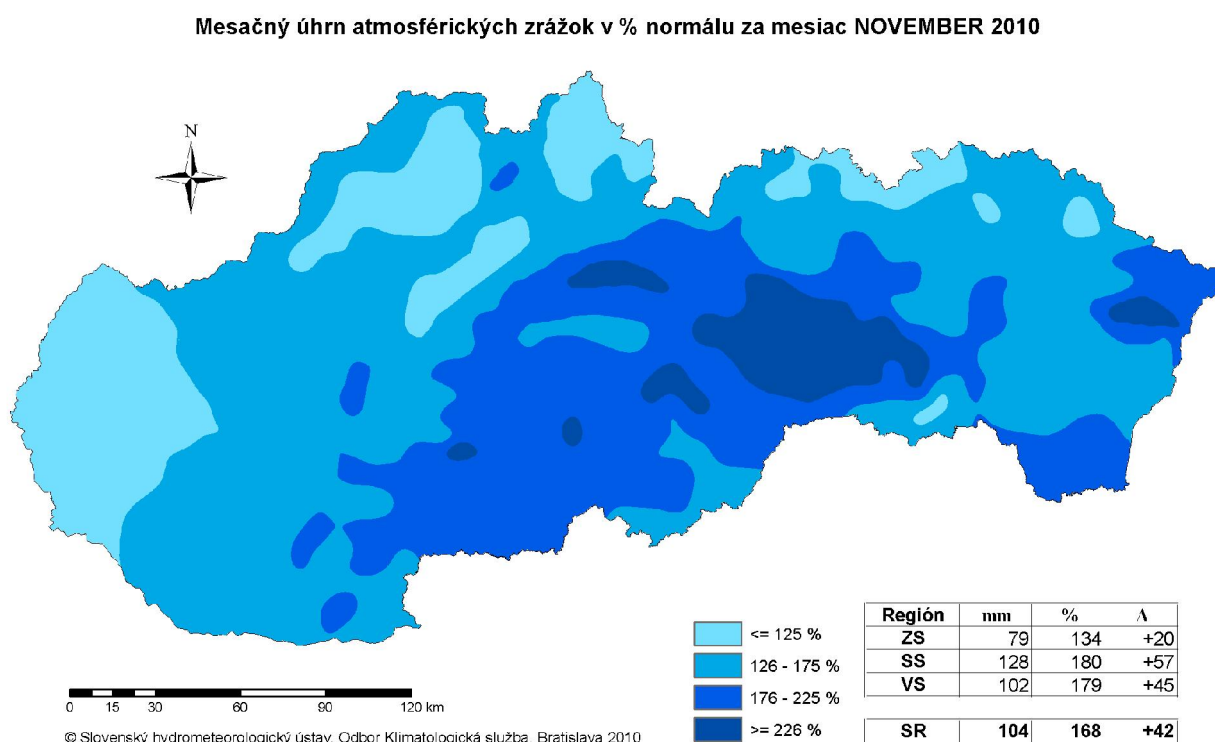 Mesačný úhrn atmosférických zrážok v % normálu za mesiac NOVEMBER 2010
N
<= 125 %
126 - 175 %
176 - 225 %
>= 226 %
Región mm % Λ
ZS 79 134 +20
SS 128 180 +57
VS 102 179 +45
SR 104 168 +42
0 15 30 60 90 120 km
© Slovenský hydrometeorologický ústav, Odbor Klimatologická služba, Bratislava 2010